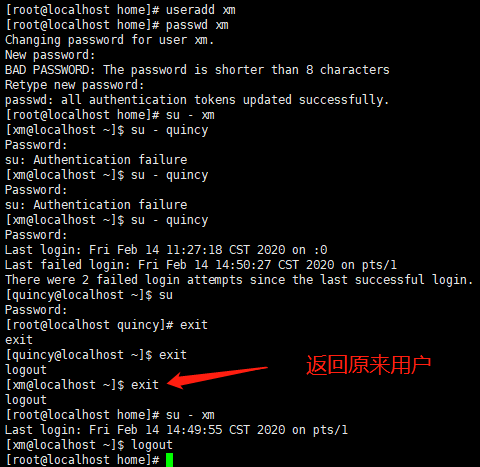 [root@localhost home]# useradd xm
[root@localhost home]# passwd xm
Changing password for user xm.
New password:
BAD PASSWORD: The password is shorter than 8 characters
Retype new password:
passwd: all authentication tokens updated successfully.
[root@localhost home]# su - xm
[xm@localhost ~]$ su - quincy
Password:
su: Authentication failure
[xm@localhost ~]$ su - quincy
Password:
su: Authentication failure
[xm@localhost ~]$ su - quincy
Password:
Last login: Fri Feb 14 11:27:18 CST 2020 on :0
Last failed login: Fri Feb 14 14:50:27 CST 2020 on pts/1
There were 2 failed login attempts since the last successful login.
[quincy@localhost ~]$ su
Password:
[root@localhost quincy]# exit
exit
[quincy@localhost ~]$ exit
返回原来用户
logout
[xm@localhost ~]$ exit
logout
[root@localhost home]# su - xm
Last login: Fri Feb 14 14:49:55 CST 2020 on pts/1
[xm@localhost ~]$ logout
[root@localhost home]#